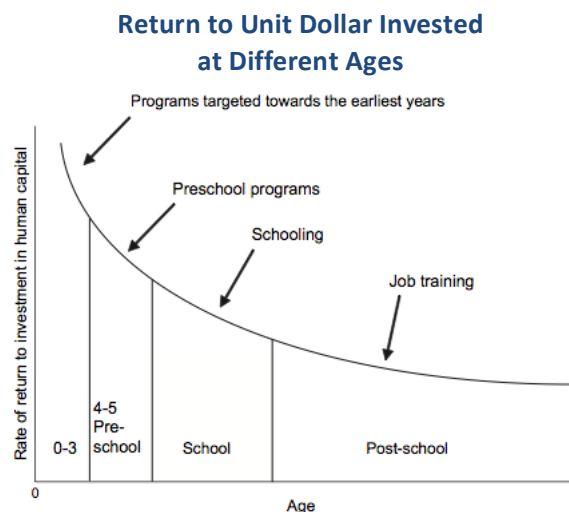 Return to Unit Dollar Invested
at Different Ages
Programs targeted towards the earliest years
Preschool programs
Schooling
Job training
Rate of return to investment in human capital
0-3
4-5
Pre-
school
School
Post-school
0
Age